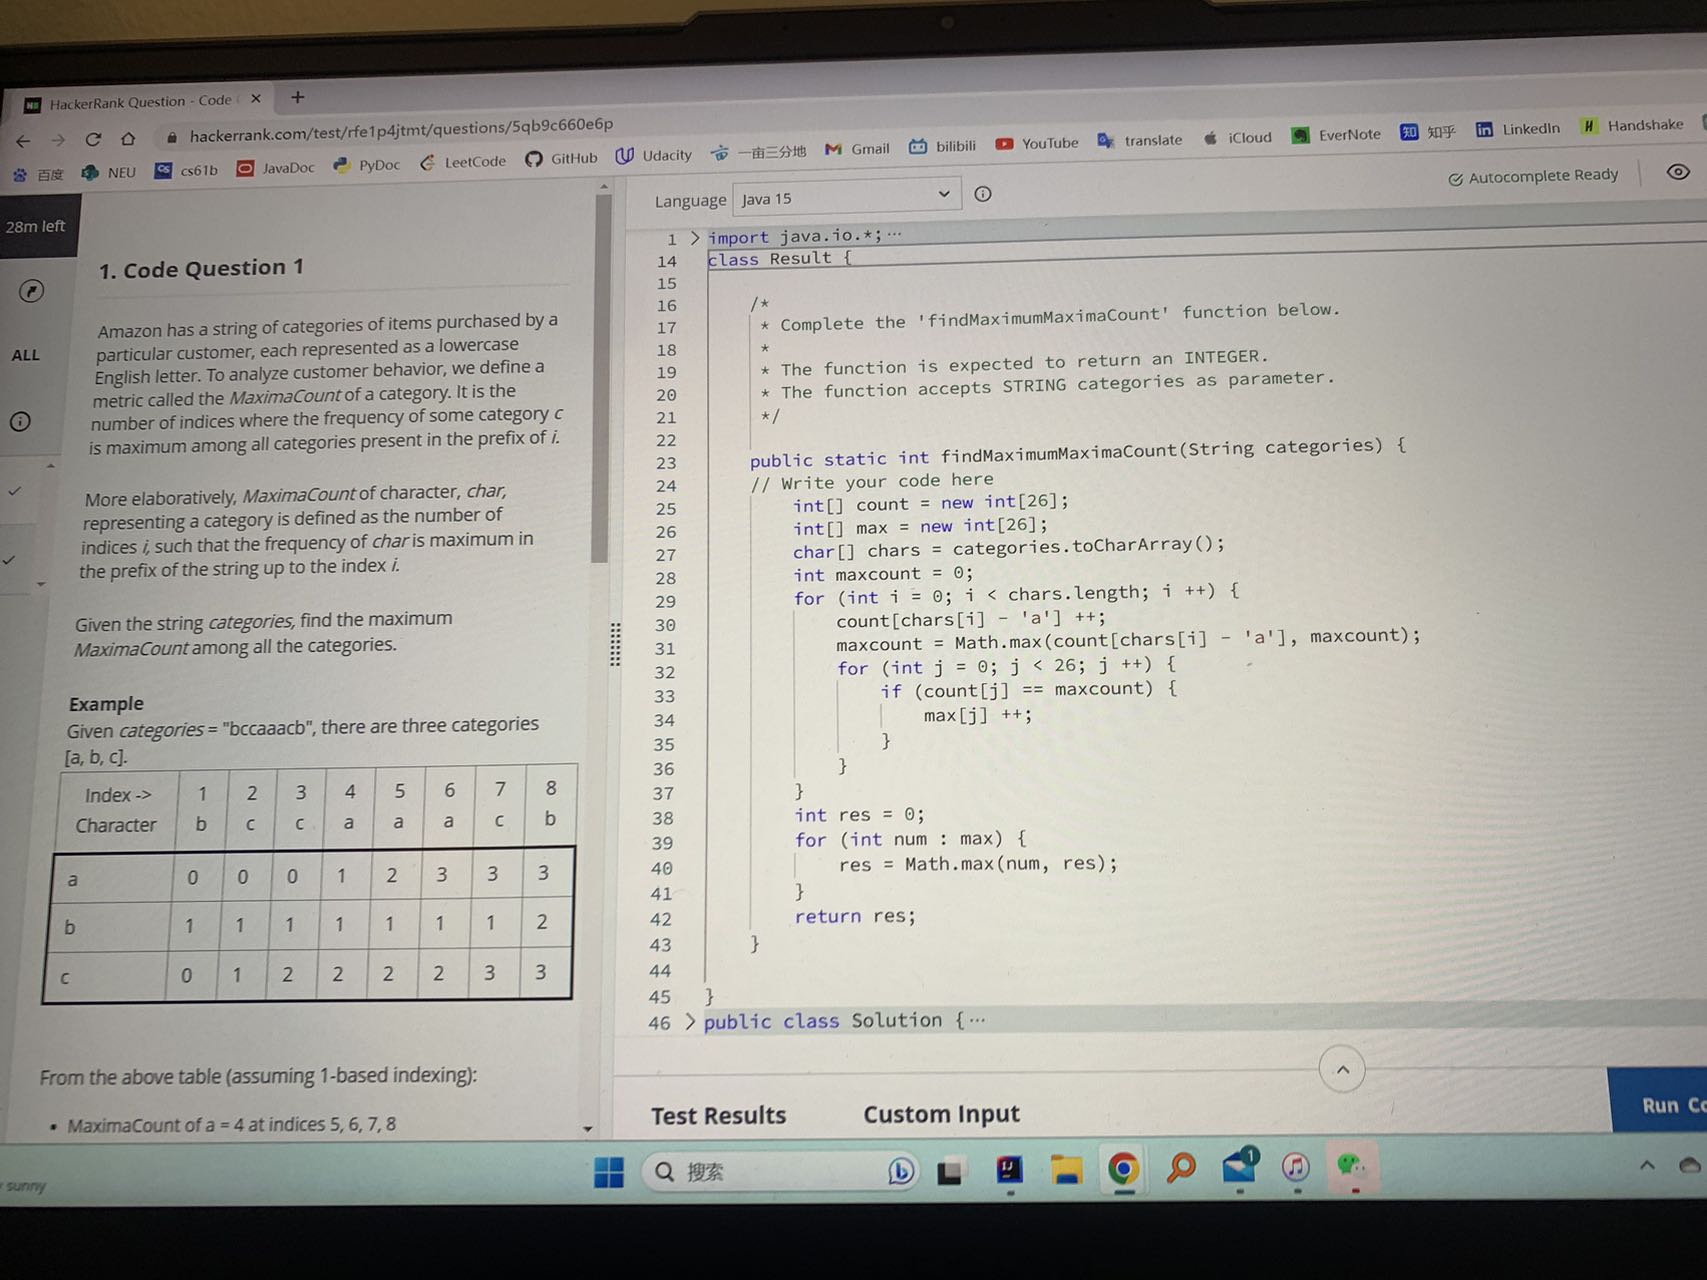 HackerRank Question - Code
hackerrank.com/test/rfe1p4jtmt/questions/5qb9c660e6p
百度 NEU cs61b JavaDoc PyDoc LeetCode GitHub Udacity 一亩三分地 Gmail bilibili YouTube translate iCloud EverNote 知乎 LinkedIn Handshake
28m left
ALL
1. Code Question 1
Amazon has a string of categories of items purchased by a
particular customer, each represented as a lowercase
English letter. To analyze customer behavior, we define a
metric called the MaximaCount of a category. It is the
number of indices where the frequency of some category c
is maximum among all categories present in the prefix of i.
More elaboratively, MaximaCount of character, char,
representing a category is defined as the number of
indices i, such that the frequency of char is maximum in
the prefix of the string up to the index i.
Given the string categories, find the maximum
MaximaCount among all the categories.
Example
Given categories = "bccaaacb", there are three categories
[a, b, c].
Index -> 1 2 3 4 5 6 7 8
Character b c c a a a c b
a 0 0 0 1 2 3 3 3
b 1 1 1 1 1 1 1 2
c 0 1 2 2 2 2 3 3
From the above table (assuming 1-based indexing):
• MaximaCount of a = 4 at indices 5, 6, 7, 8
Language Java 15
Autocomplete Ready
1 import java.io.*;···
14 class Result {
15
16 /*
17 * Complete the 'findMaximumMaximaCount' function below.
18 *
19 * The function is expected to return an INTEGER.
20 * The function accepts STRING categories as parameter.
21 */
22
23 public static int findMaximumMaximaCount(String categories) {
24 // Write your code here
25 int[] count = new int[26];
26 int[] max = new int[26];
27 char[] chars = categories.toCharArray();
28 int maxcount = 0;
29 for (int i = 0; i < chars.length; i ++) {
30 count[chars[i] - 'a'] ++;
31 maxcount = Math.max(count[chars[i] - 'a'], maxcount);
32 for (int j = 0; j < 26; j ++) {
33 if (count[j] == maxcount) {
34 max[j] ++;
35 }
36 }
37 }
38 int res = 0;
39 for (int num : max) {
40 res = Math.max(num, res);
41 }
42 return res;
43 }
44
45 }
46 public class Solution {···
Test Results Custom Input
Run
sunny
搜索
1